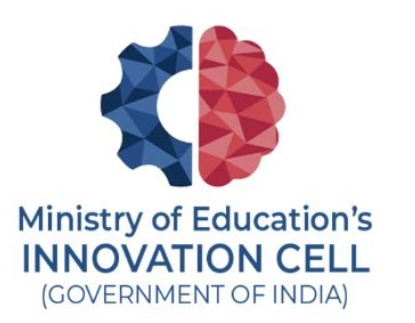 Ministry of Education's
INNOVATION CELL
(GOVERNMENT OF INDIA)